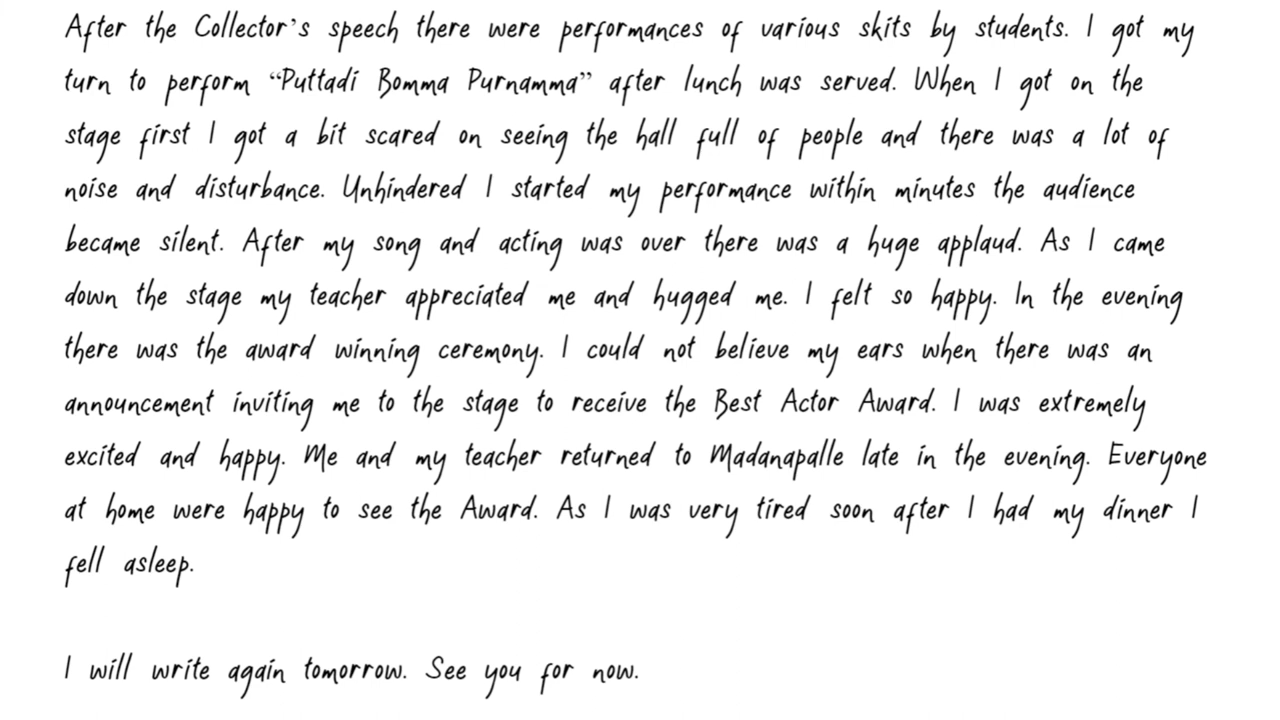 After the Collector's speech there were performances of various skits by students. I got my
turn to perform “Puttadi Bomma Purnamma” after lunch was served. When I got on the
stage first I got a bit scared on seeing the hall full of people and there was a lot of
noise and disturbance. Unhindered I started my performance within minutes the audience
became silent. After my song and acting was over there was a huge applaud. As I came
down the stage my teacher appreciated me and hugged me. I felt so happy. In the evening
there was the award winning ceremony. I could not believe my ears when there was an
announcement inviting me to the stage to receive the Best Actor Award. I was extremely
excited and happy. Me and my teacher returned to Madanapalle late in the evening. Everyone
at home were happy to see the Award. As I was very tired soon after I had my dinner I
fell asleep.
I will write again tomorrow. See you for now.